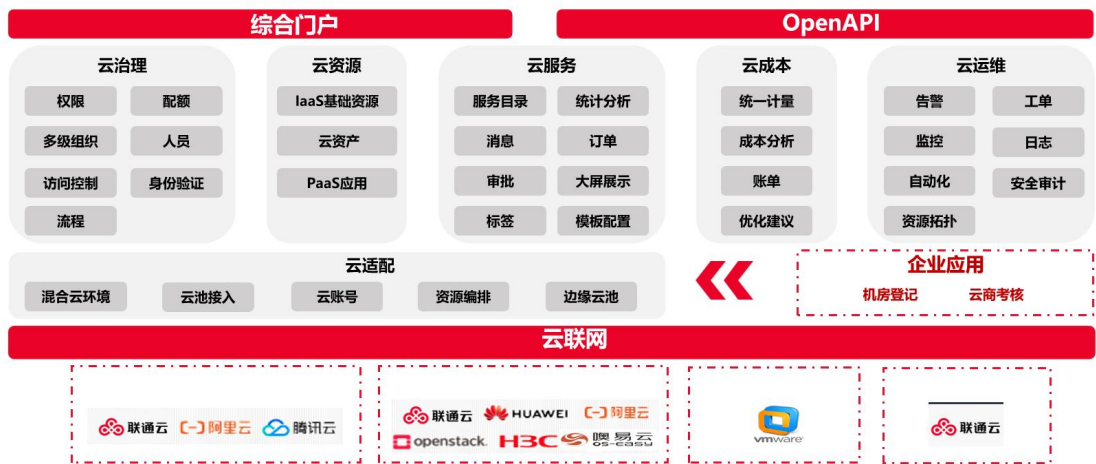 综合门户
OpenAPI
云治理
权限
配额
多级组织
人员
访问控制
身份验证
流程
云资源
IaaS基础资源
云资产
PaaS应用
云服务
服务目录
统计分析
消息
订单
审批
大屏展示
标签
模板配置
云成本
统一计量
成本分析
账单
优化建议
云运维
告警
工单
监控
日志
自动化
安全审计
资源拓扑
云适配
混合云环境
云池接入
云账号
资源编排
边缘云池
企业应用
机房登记
云商考核
云联网
联通云
阿里云
腾讯云
联通云
HUAWEI
阿里云
openstack.
H3C
噢易云
OS-EASY
vmware
联通云